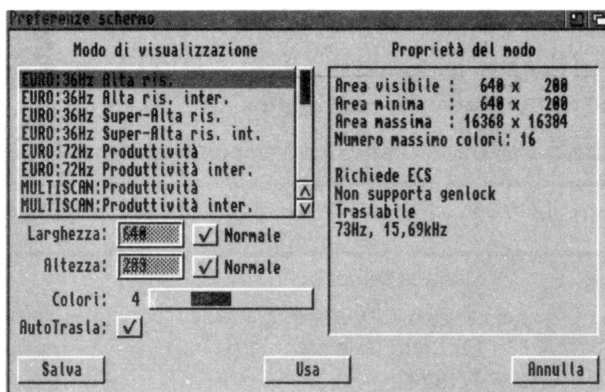 Preferenze schermo
Modo di visualizzazione
EURO:36Hz Alta ris.
EURO:36Hz Alta ris. inter.
EURO:36Hz Super-Alta ris.
EURO:36Hz Super-Alta ris. int.
EURO:72Hz Produttività
EURO:72Hz Produttività inter.
MULTISCAN:Produttività
MULTISCAN:Produttività inter.
Larghezza: 640 Normale
Altezza: 200 Normale
Colori: 4
AutoTrasla:
Proprietà del modo
Area visibile : 640 x 200
Area minima : 640 x 200
Area massima : 16368 x 16384
Numero massimo colori: 16
Richiede ECS
Non supporta genlock
Traslabile
73Hz, 15,69kHz
Salva
Usa
Annulla